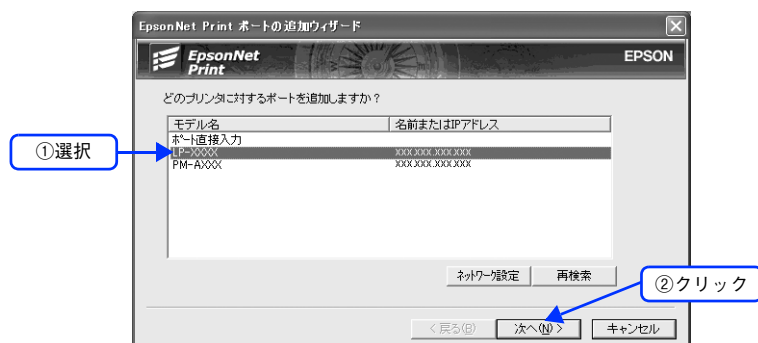 EpsonNet Print ポートの追加ウィザード
EpsonNet
Print
EPSON
どのプリンタに対するポートを追加しますか？
モデル名 名前またはIPアドレス
ポート直接入力
①選択
LP-XXXX XXX.XXX.XXX.XXX
PM-AXXX XXX.XXX.XXX.XXX
ネットワーク設定 再検索
②クリック
< 戻る(B) 次へ(N) > キャンセル